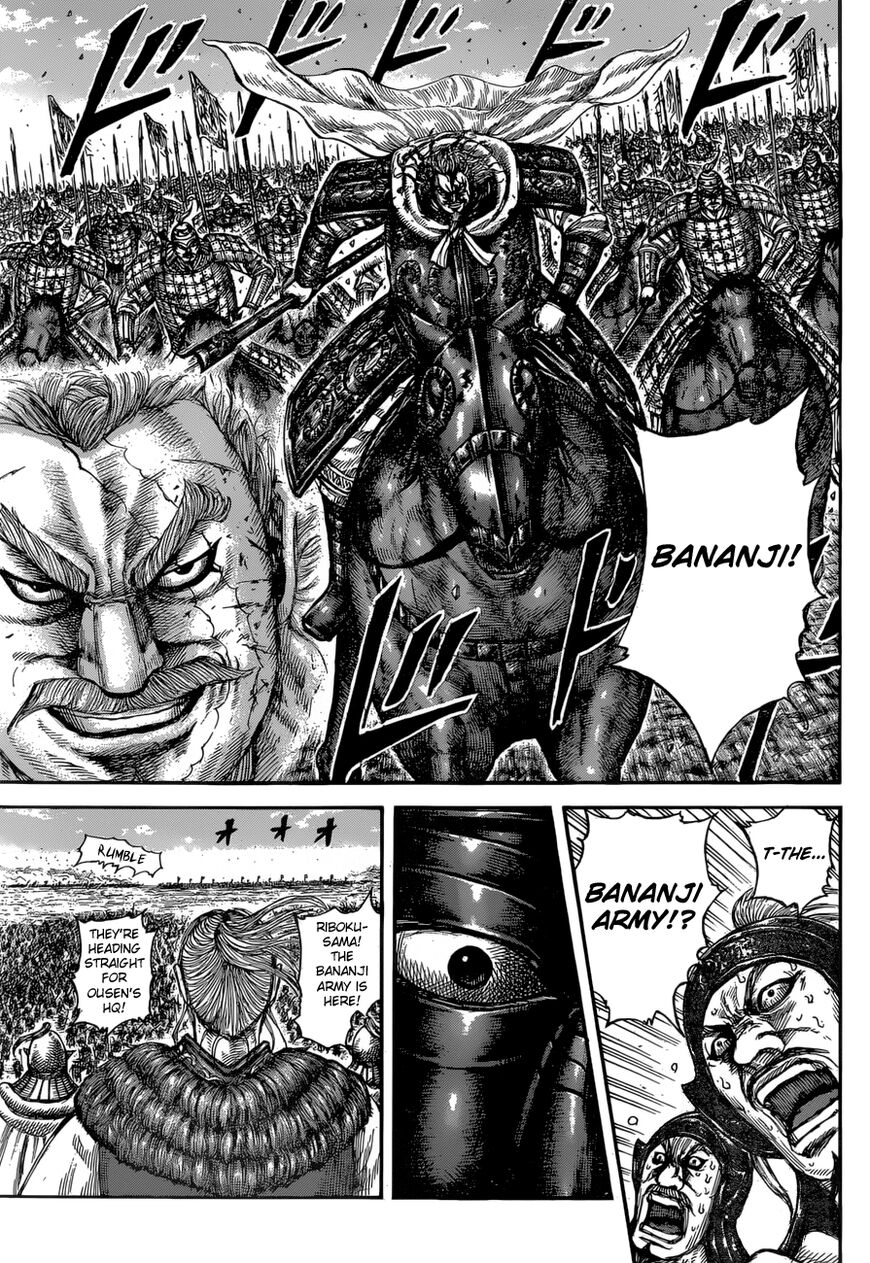 ド
ド
ド
ド
ド
BANANJI!
ド
ド
T-THE...
BANANJI
ARMY!?
オ
オ
オ
RUMBLE
RIBOKU-
SAMA!
THE
BANANJI
ARMY IS
HERE!
THEY'RE
HEADING
STRAIGHT
FOR
OUSEN'S
HQ!